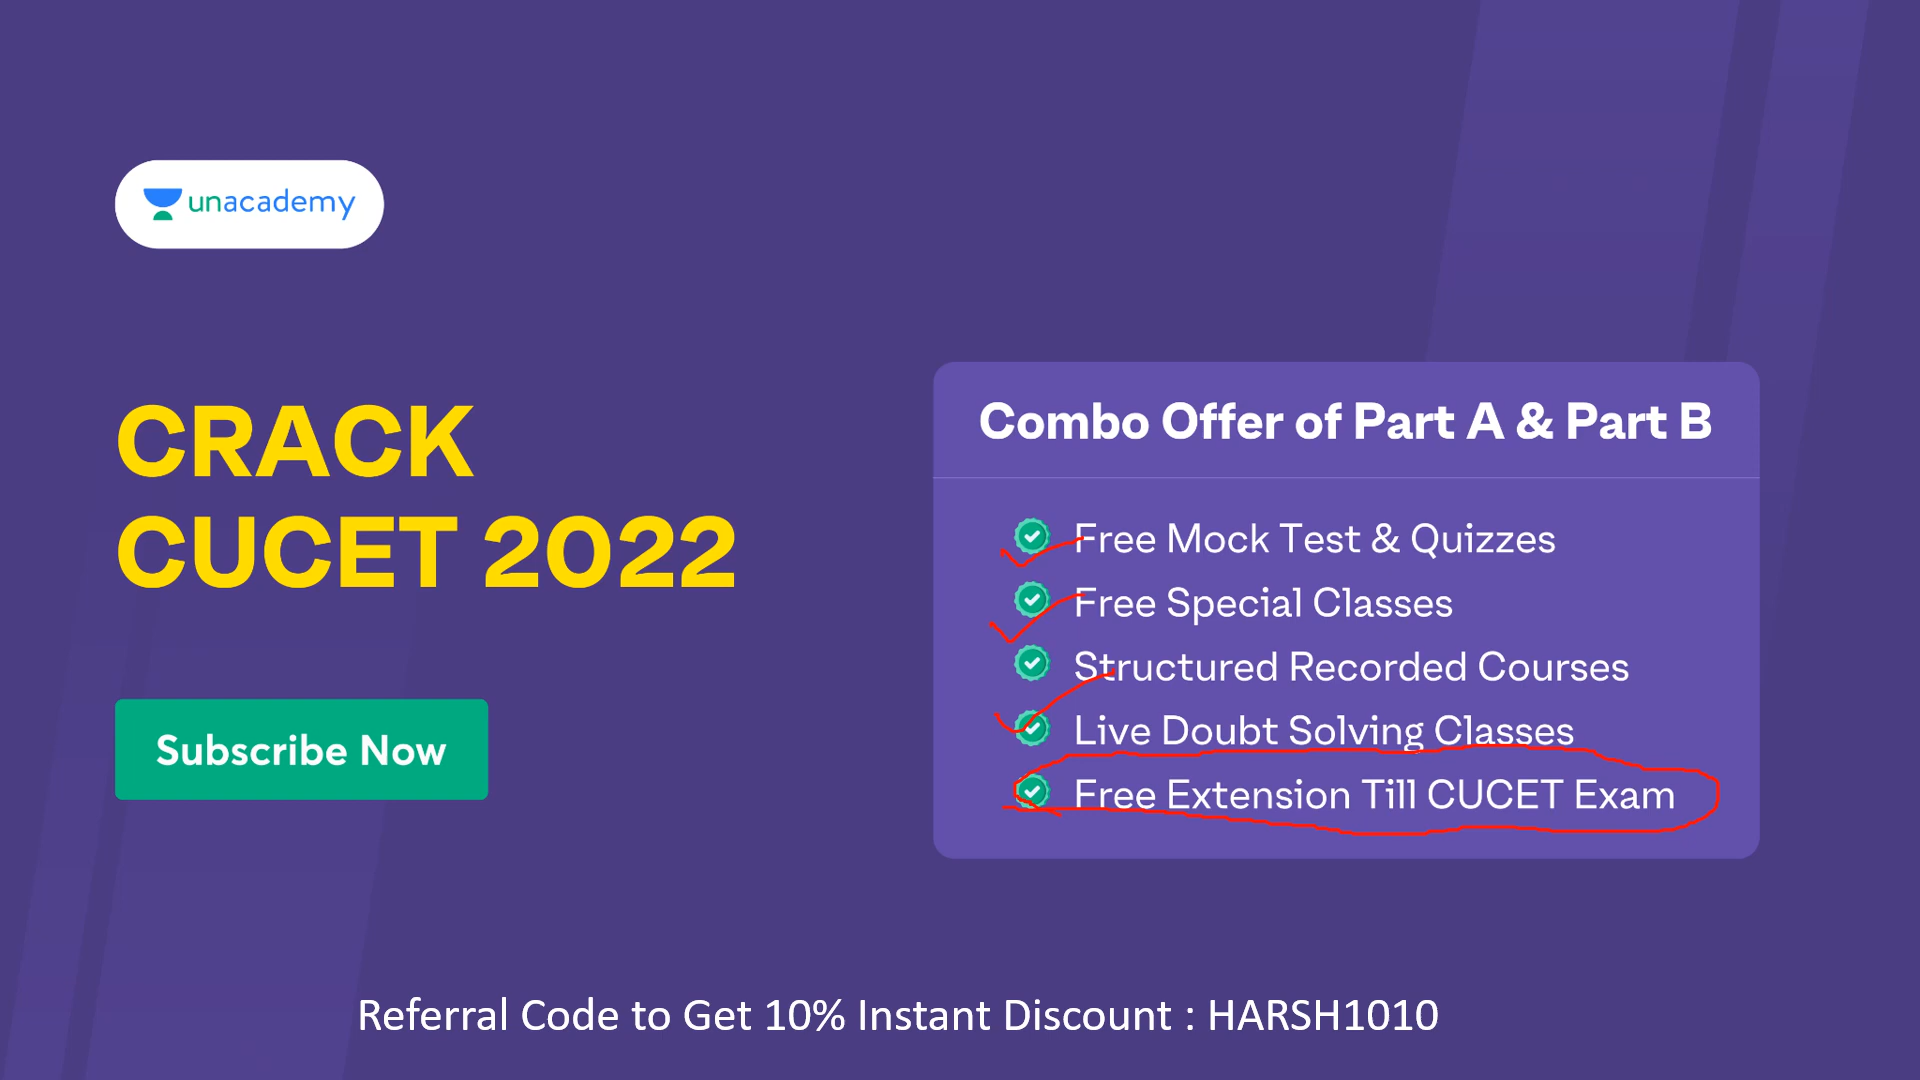 unacademy
CRACK
CUCET 2022
Subscribe Now
Combo Offer of Part A & Part B
Free Mock Test & Quizzes
Free Special Classes
Structured Recorded Courses
Live Doubt Solving Classes
Free Extension Till CUCET Exam
Referral Code to Get 10% Instant Discount : HARSH1010